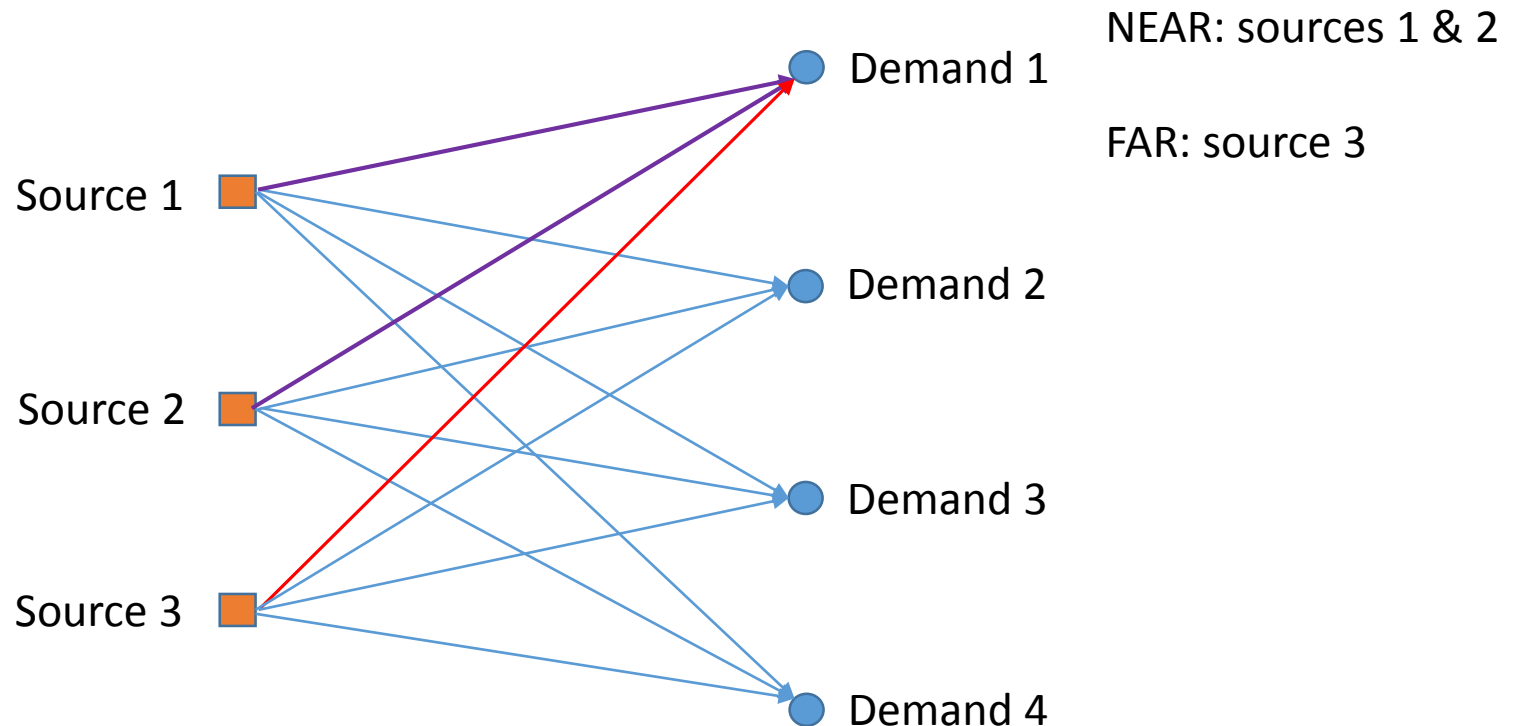 NEAR: sources 1 & 2
Demand 1
FAR: source 3
Source 1
Demand 2
Source 2
Demand 3
Source 3
Demand 4